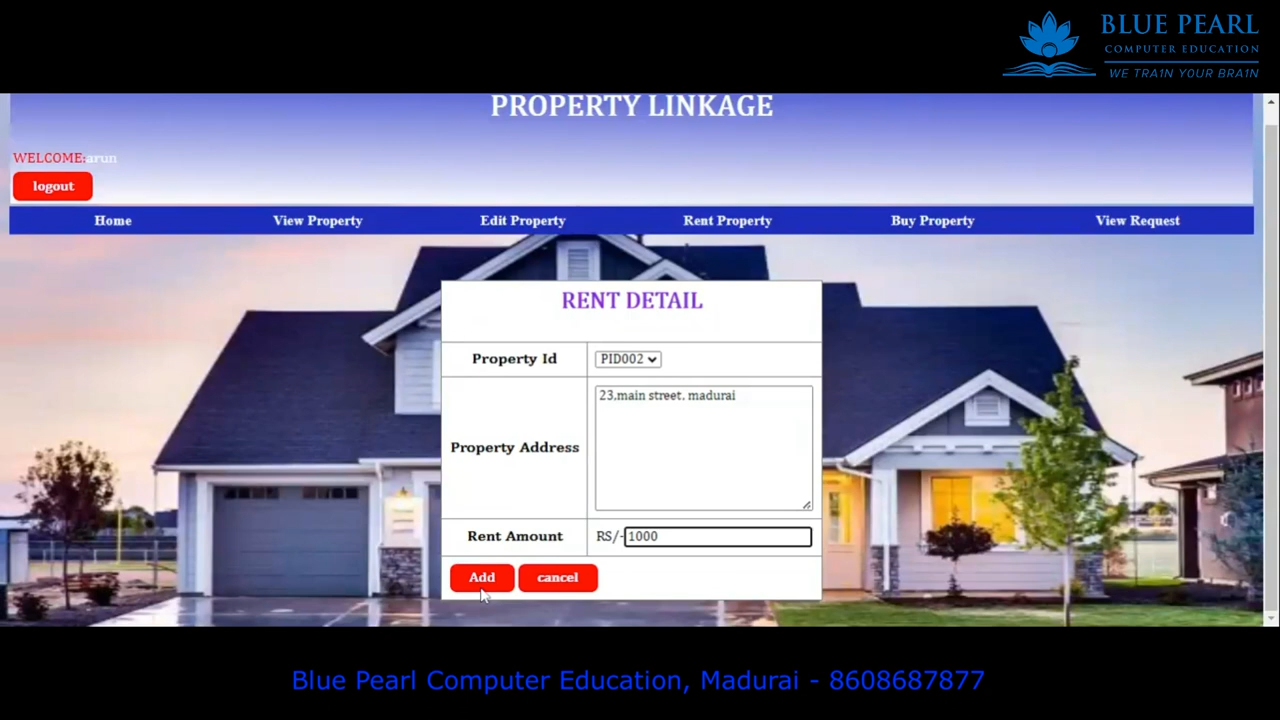 BLUE PEARL
COMPUTER EDUCATION
WE TRAIN YOUR BRAIN
PROPERTY LINKAGE
WELCOME:arun
logout
Home View Property Edit Property Rent Property Buy Property View Request
RENT DETAIL
Property Id PID002
23,main street. madurai
Property Address
Rent Amount RS/-1000
Add cancel
Blue Pearl Computer Education, Madurai - 8608687877